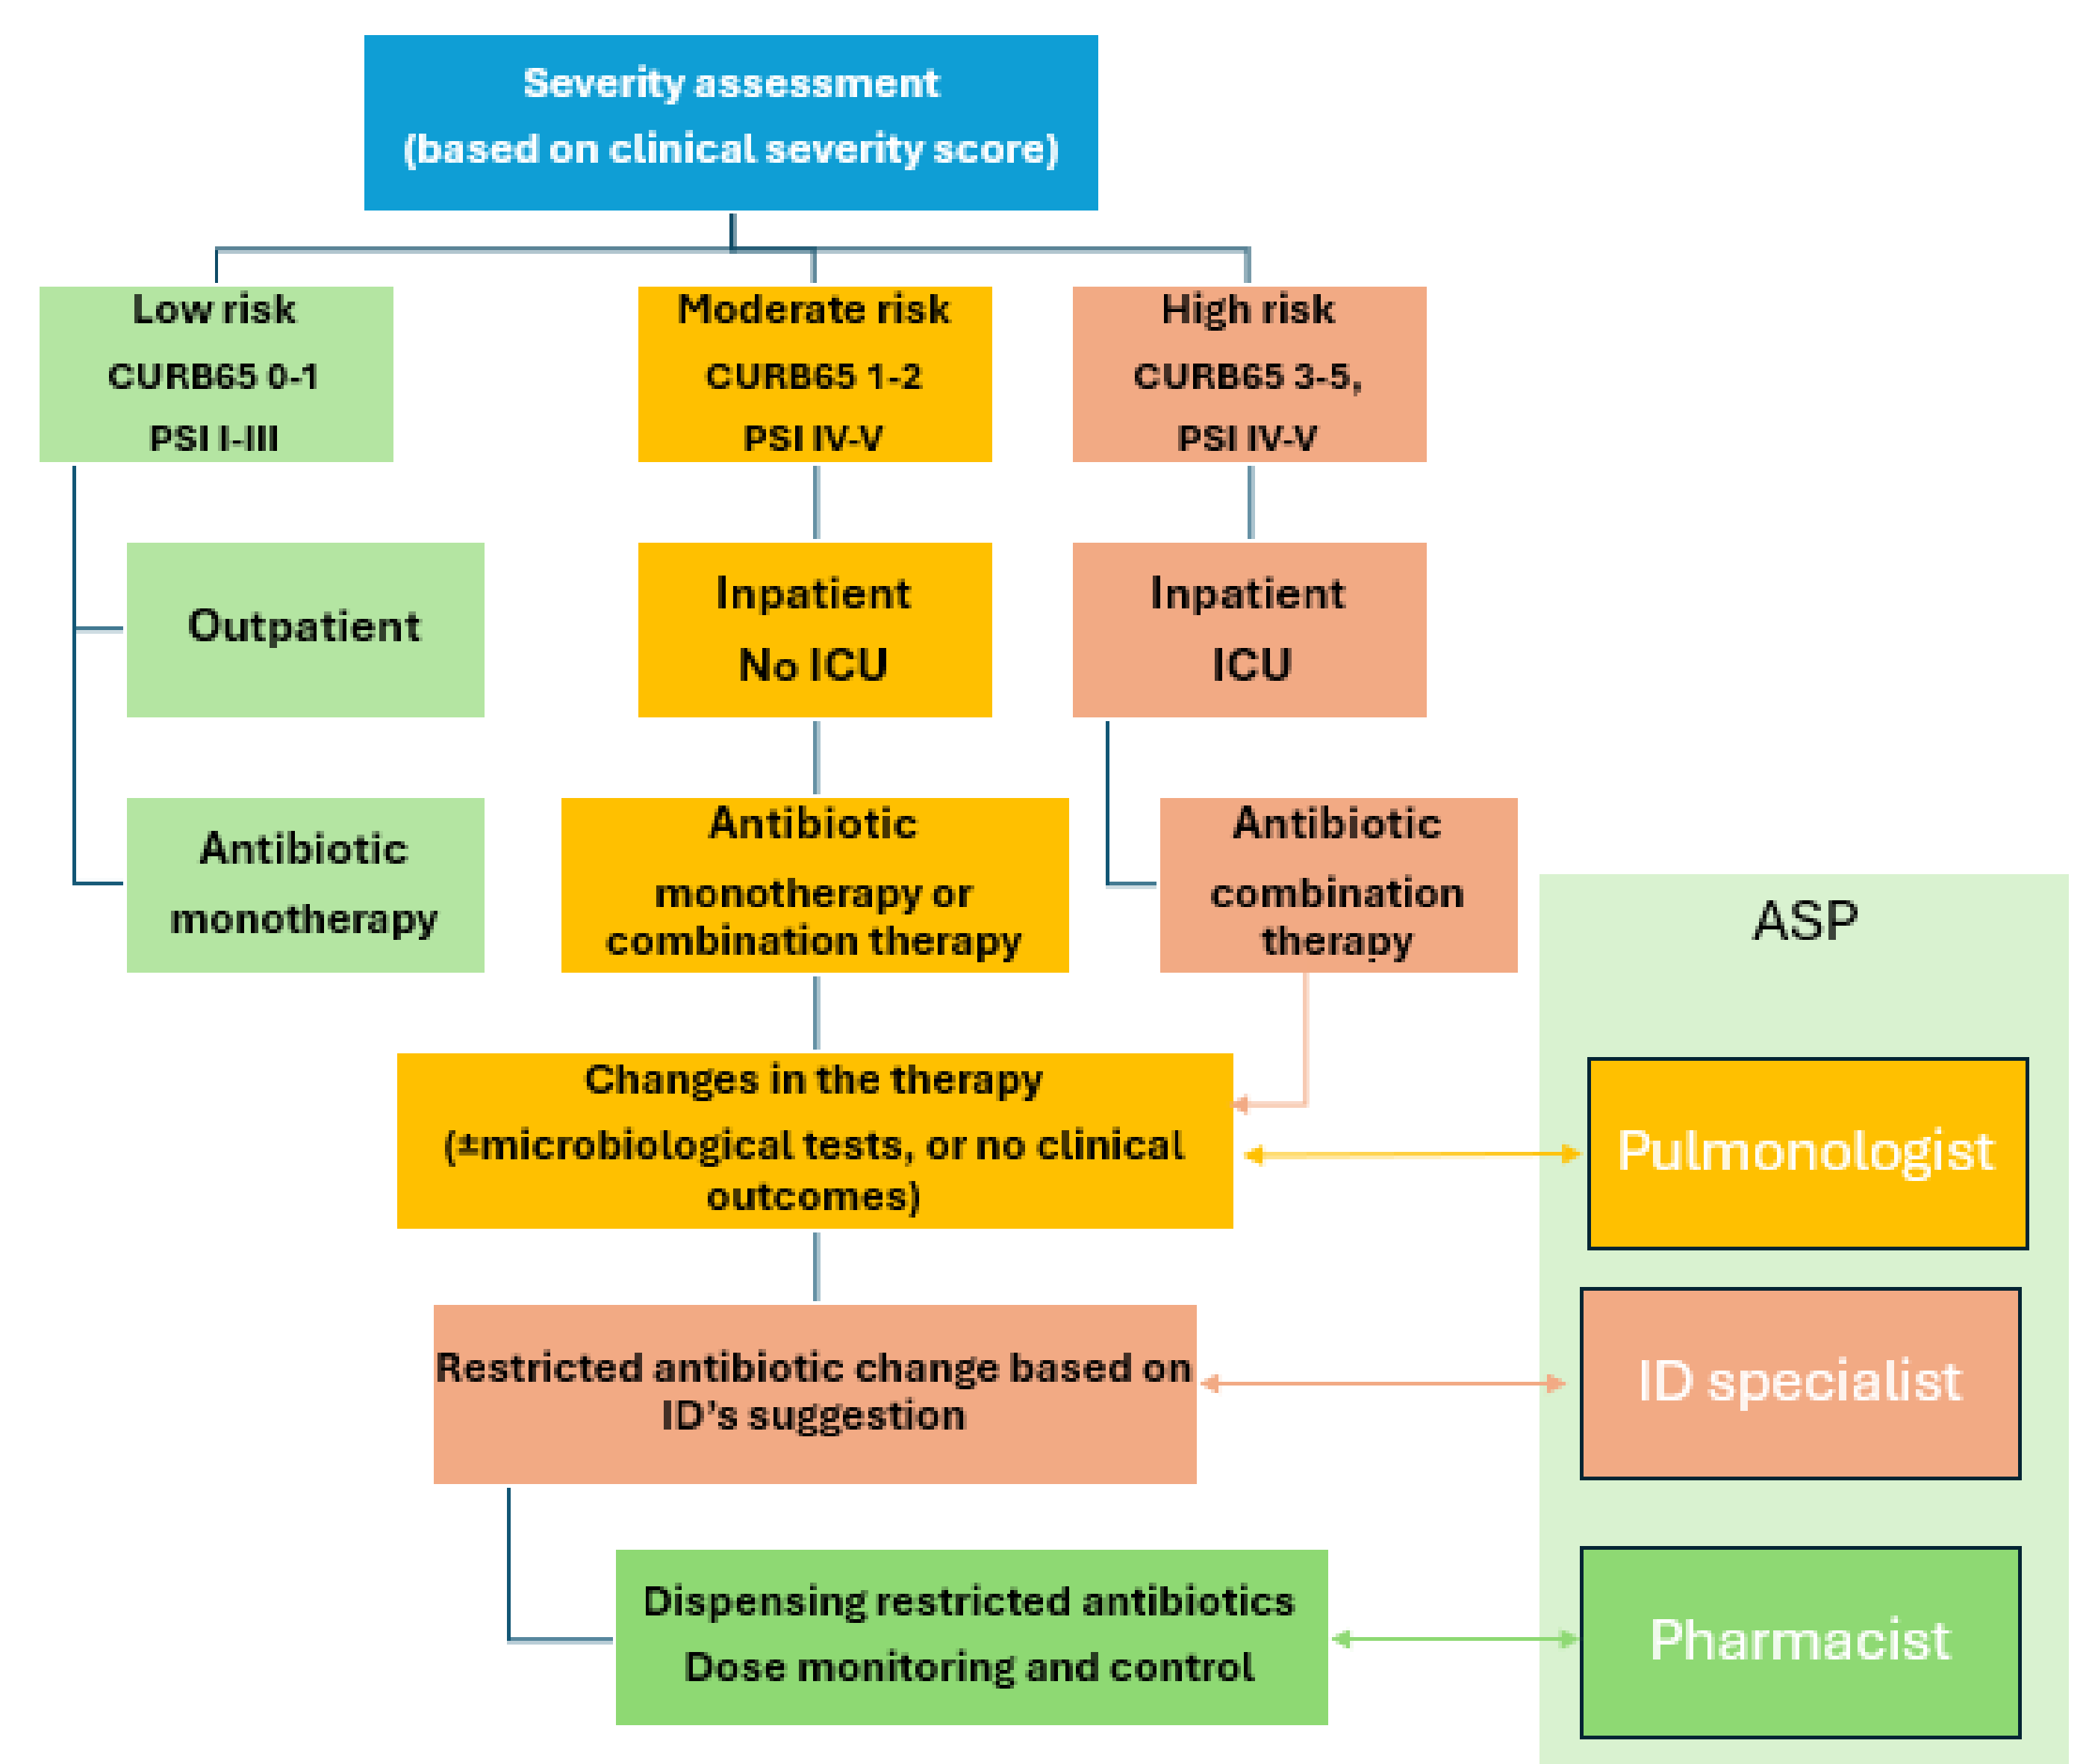 Severity assessment
(based on clinical severity score)
Low risk
CURB65 0-1
PSI I-III
Moderate risk
CURB65 1-2
PSI IV-V
High risk
CURB65 3-5,
PSI IV-V
Outpatient
Inpatient
No ICU
Inpatient
ICU
Antibiotic
monotherapy
Antibiotic
monotherapy or
combination therapy
Antibiotic
combination
therapy
ASP
Changes in the therapy
(±microbiological tests, or no clinical
outcomes)
Pulmonologist
Restricted antibiotic change based on
ID's suggestion
ID specialist
Dispensing restricted antibiotics
Dose monitoring and control
Pharmacist